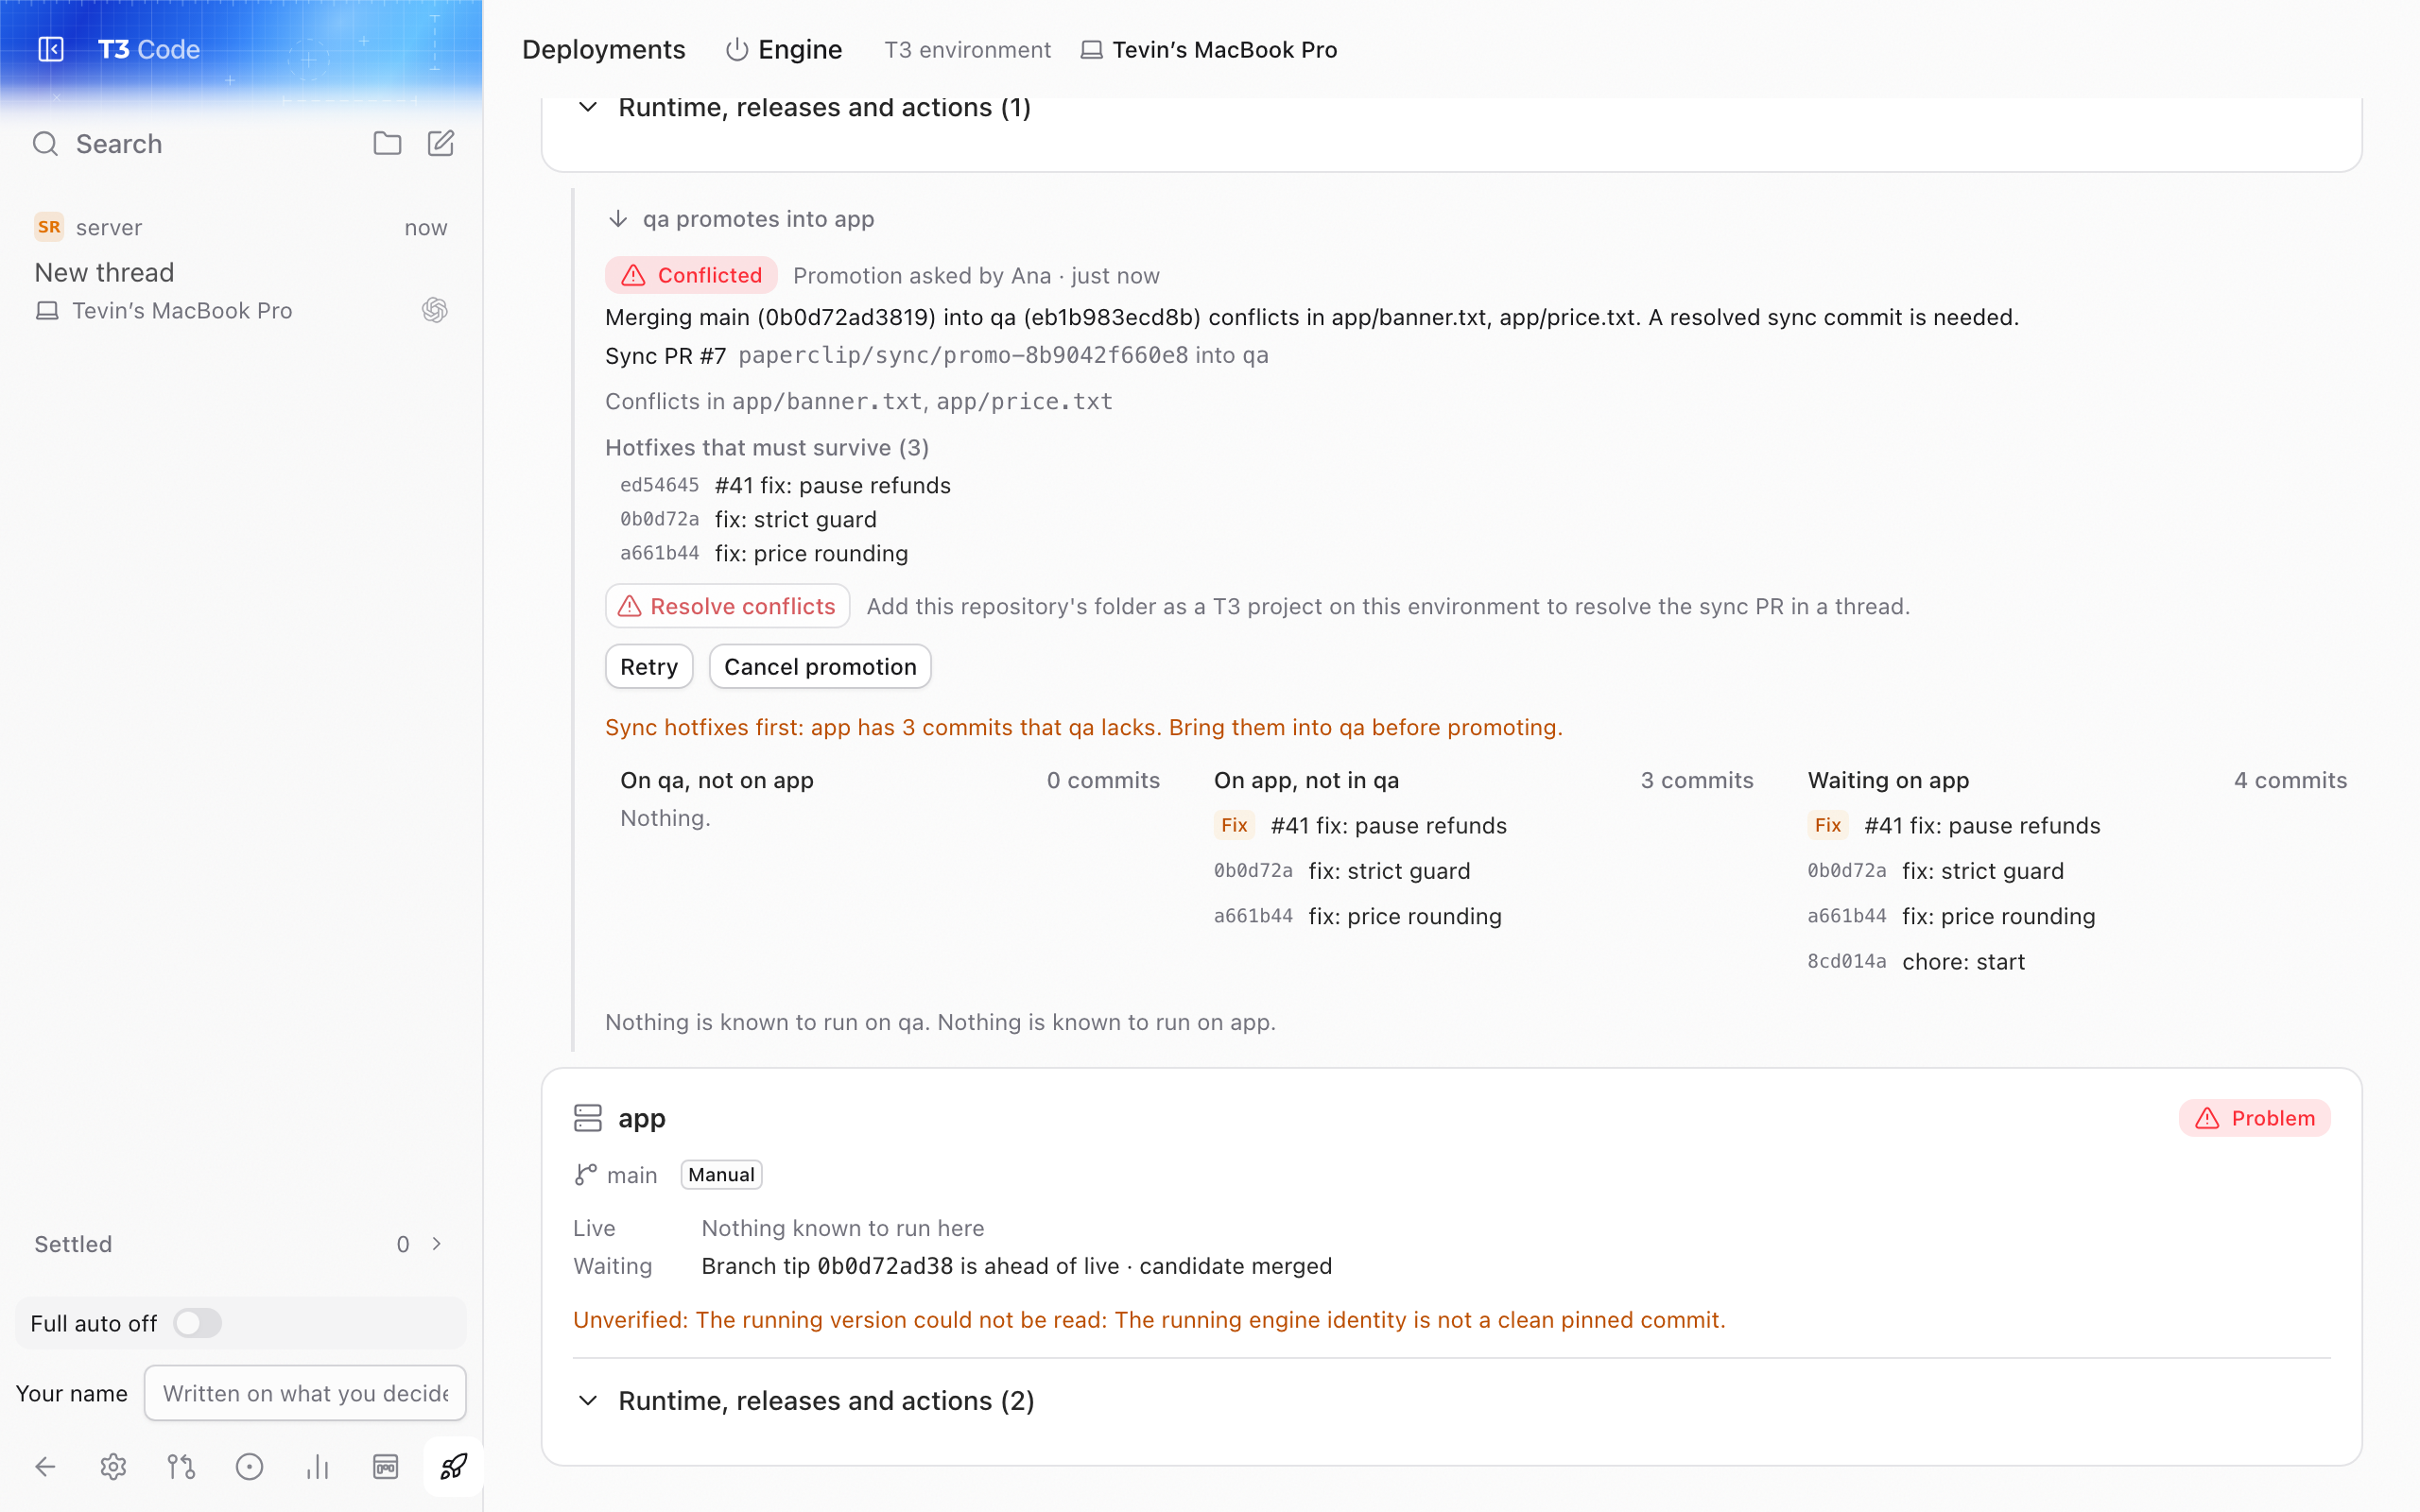 T3 Code
Deployments Engine T3 environment Tevin’s MacBook Pro
Search
SR server now
New thread
Tevin’s MacBook Pro
Settled 0
Full auto off
Your name Written on what you decide
Runtime, releases and actions (1)
qa promotes into app
Conflicted Promotion asked by Ana · just now
Merging main (0b0d72ad3819) into qa (eb1b983ecd8b) conflicts in app/banner.txt, app/price.txt. A resolved sync commit is needed.
Sync PR #7 paperclip/sync/promo-8b9042f660e8 into qa
Conflicts in app/banner.txt, app/price.txt
Hotfixes that must survive (3)
ed54645 #41 fix: pause refunds
0b0d72a fix: strict guard
a661b44 fix: price rounding
Resolve conflicts Add this repository's folder as a T3 project on this environment to resolve the sync PR in a thread.
Retry Cancel promotion
Sync hotfixes first: app has 3 commits that qa lacks. Bring them into qa before promoting.
On qa, not on app 0 commits
Nothing.
On app, not in qa 3 commits
Fix #41 fix: pause refunds
0b0d72a fix: strict guard
a661b44 fix: price rounding
Waiting on app 4 commits
Fix #41 fix: pause refunds
0b0d72a fix: strict guard
a661b44 fix: price rounding
8cd014a chore: start
Nothing is known to run on qa. Nothing is known to run on app.
app Problem
main Manual
Live Nothing known to run here
Waiting Branch tip 0b0d72ad38 is ahead of live · candidate merged
Unverified: The running version could not be read: The running engine identity is not a clean pinned commit.
Runtime, releases and actions (2)